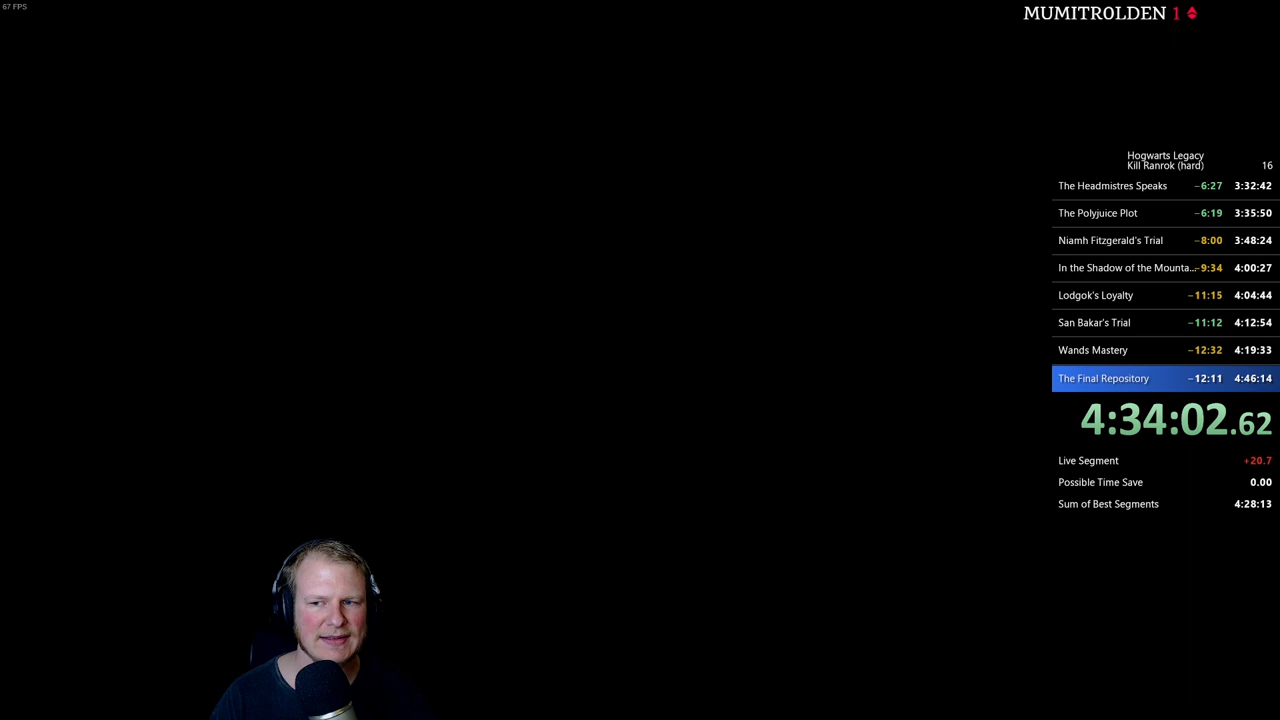 67 FPS
MUMITROLDEN 1
Hogwarts Legacy
Kill Ranrok (hard) 16
The Headmistres Speaks −6:27 3:32:42
The Polyjuice Plot −6:19 3:35:50
Niamh Fitzgerald's Trial −8:00 3:48:24
In the Shadow of the Mounta... −9:34 4:00:27
Lodgok's Loyalty −11:15 4:04:44
San Bakar's Trial −11:12 4:12:54
Wands Mastery −12:32 4:19:33
The Final Repository −12:11 4:46:14
4:34:02.62
Live Segment +20.7
Possible Time Save 0.00
Sum of Best Segments 4:28:13